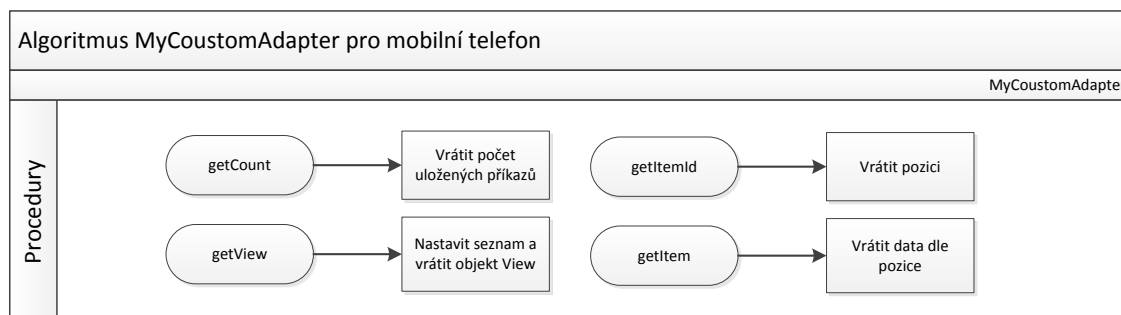 Algoritmus MyCoustomAdapter pro mobilní telefon
MyCoustomAdapter
Procedury
getCount
Vrátit počet
uložených příkazů
getItemId
Vrátit pozici
getView
Nastavit seznam a
vrátit objekt View
getItem
Vrátit data dle
pozice